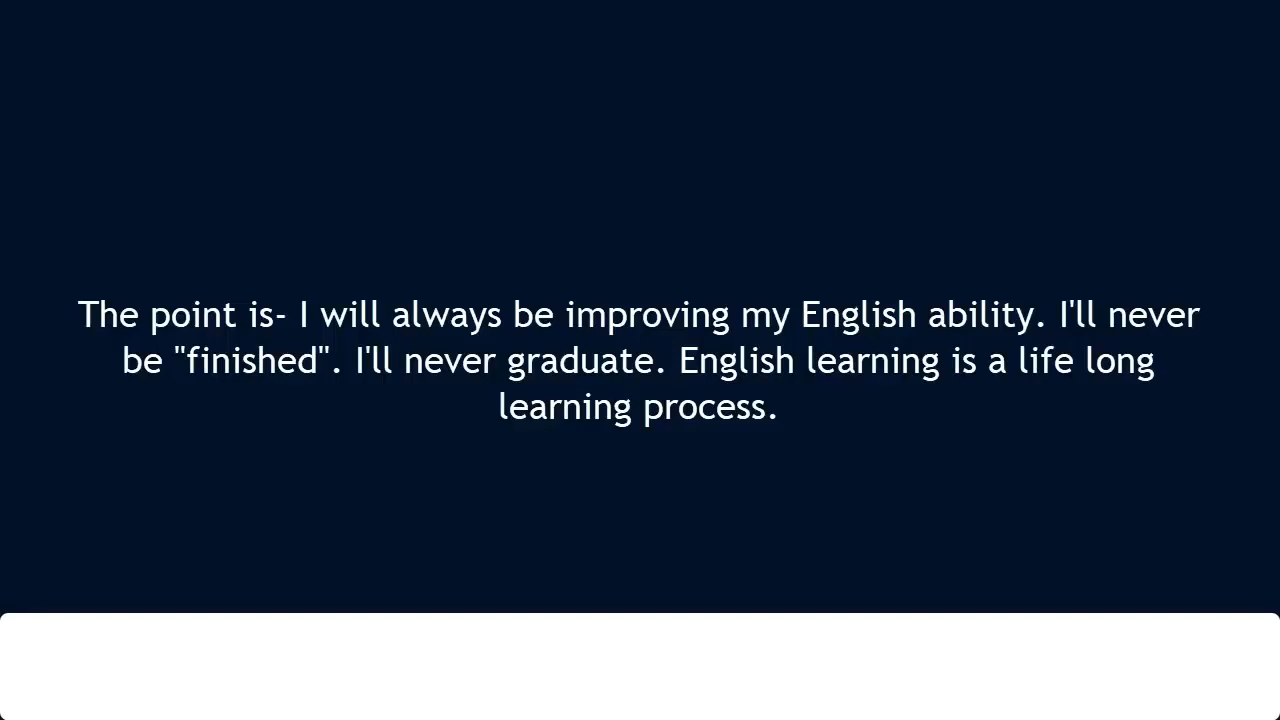 The point is- I will always be improving my English ability. I'll never
be "finished". I'll never graduate. English learning is a life long
learning process.